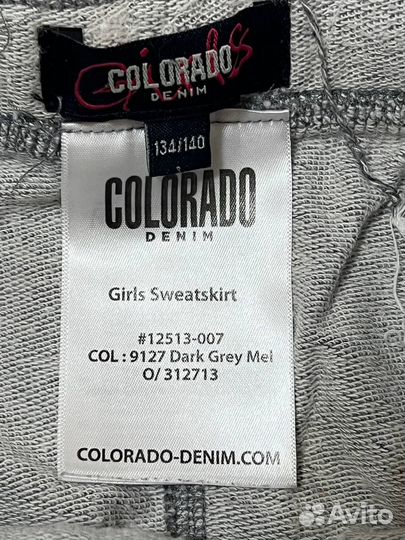 Girls
COLORADO
DENIM
134/140
COLORADO
DENIM
Girls Sweatskirt
#12513-007
COL : 9127 Dark Grey Mel
O/ 312713
COLORADO-DENIM.COM
Avito